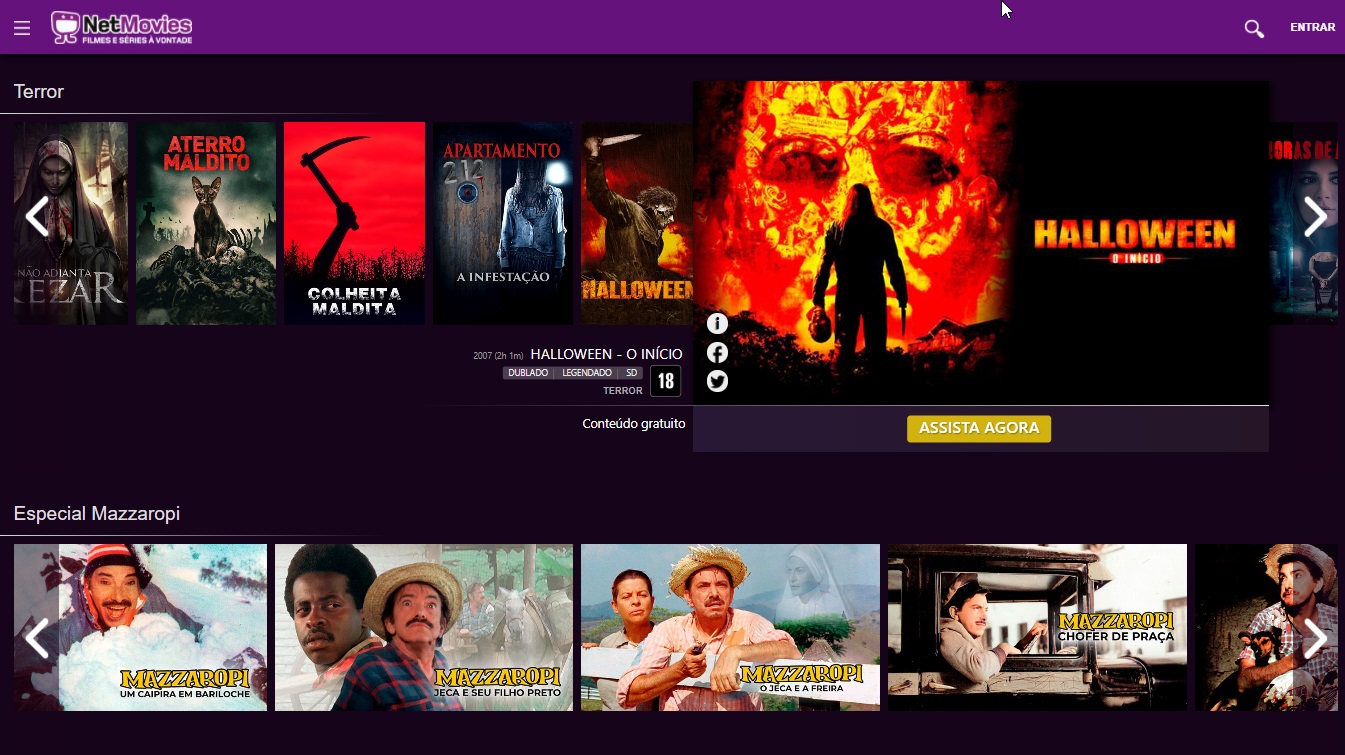 NetMovies
FILMES E SÉRIES À VONTADE
ENTRAR
Terror
NÃO ADIANTA
REZAR
ATERRO
MALDITO
COLHEITA
MALDITA
APARTAMENTO
212
A INFESTAÇÃO
HALLOWEEN
HALLOWEEN
O INÍCIO
HORAS DE
2007 (2h 1m) HALLOWEEN - O INÍCIO
DUBLADO LEGENDADO SD
18
TERROR
Conteúdo gratuito
ASSISTA AGORA
Especial Mazzaropi
MAZZAROPI
UM CAIPIRA EM BARILOCHE
MAZZAROPI
JECA E SEU FILHO PRETO
MAZZAROPI
O JECA E A FREIRA
MAZZAROPI
CHOFER DE PRAÇA